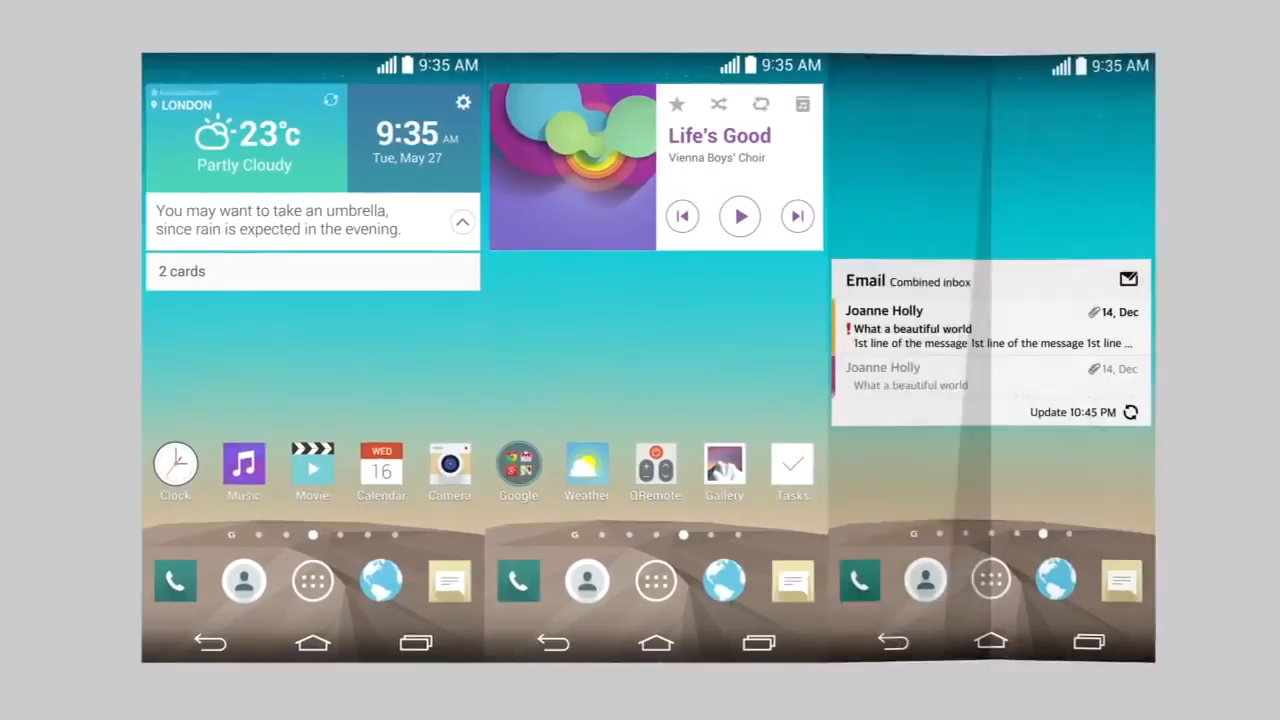 9:35 AM
LONDON
23°c
Partly Cloudy
9:35 AM
Tue, May 27
You may want to take an umbrella,
since rain is expected in the evening.
2 cards
Clock
Music
Movie
WED
16
Calendar
Camera
G
9:35 AM
Life's Good
Vienna Boys' Choir
Google
Weather
QRemote
Gallery
Tasks
G
9:35 AM
Email Combined inbox
Joanne Holly
14, Dec
What a beautiful world
1st line of the message 1st line of the message 1st line ...
Joanne Holly
14, Dec
What a beautiful world
Update 10:45 PM
G